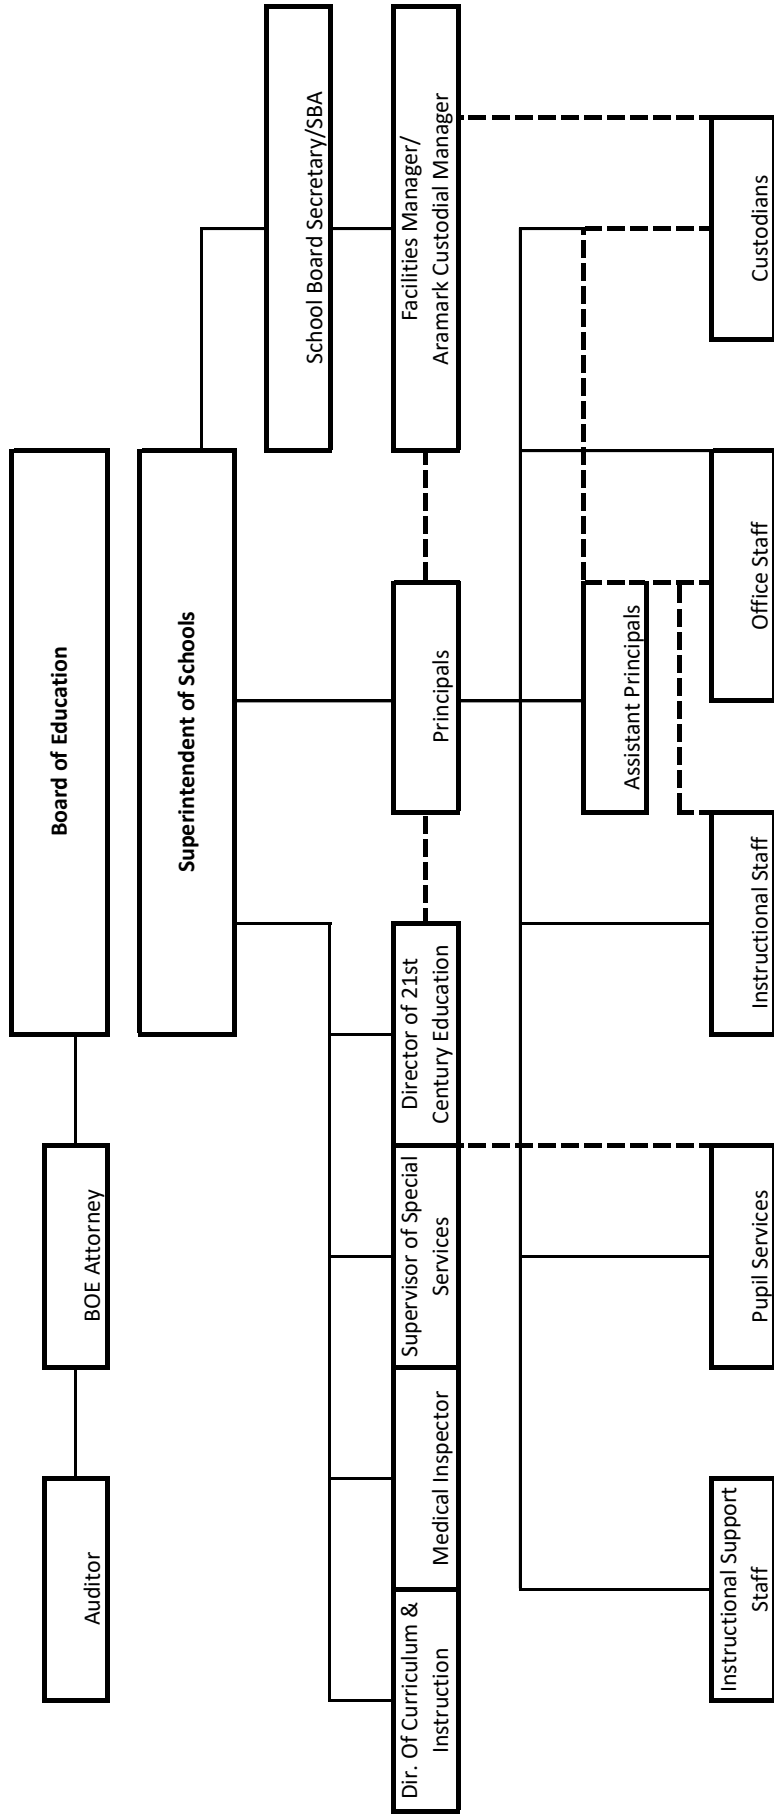 Board of Education
Auditor
BOE Attorney
Superintendent of Schools
School Board Secretary/SBA
Dir. Of Curriculum &
Instruction
Medical Inspector
Supervisor of Special
Services
Director of 21st
Century Education
Principals
Facilities Manager/
Aramark Custodial Manager
Assistant Principals
Instructional Support
Staff
Pupil Services
Instructional Staff
Office Staff
Custodians